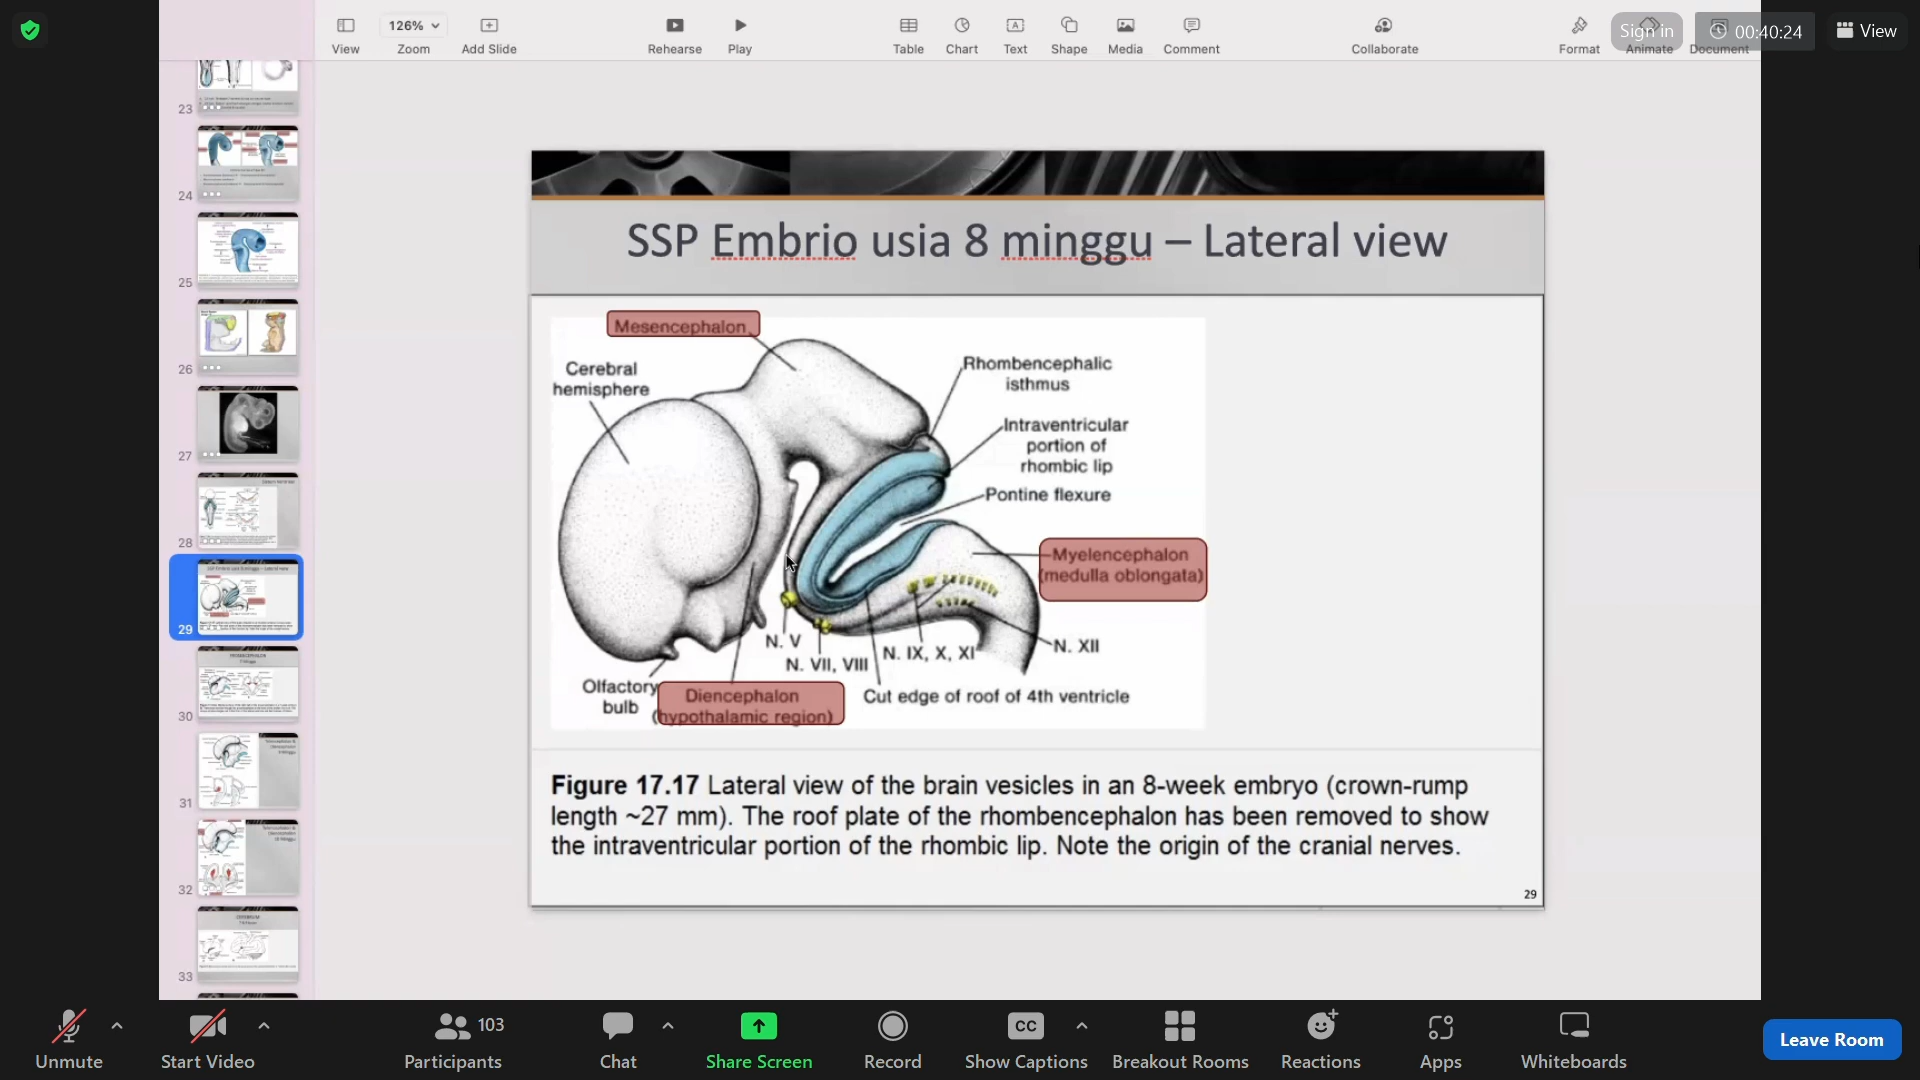 View
126%
Zoom
Add Slide
Rehearse
Play
Table
Chart
Text
Shape
Media
Comment
Collaborate
Format
Animate
Document
Sign in
00:40:24
View
23
24
25
26
27
28
29
30
31
32
33
SSP Embrio usia 8 minggu – Lateral view
Mesencephalon
Cerebral
hemisphere
Rhombencephalic
isthmus
Intraventricular
portion of
rhombic lip
Pontine flexure
Myelencephalon
(medulla oblongata)
N. V
N. VII, VIII
N. IX, X, XI
N. XII
Olfactory
bulb
Diencephalon
(hypothalamic region)
Cut edge of roof of 4th ventricle
Figure 17.17 Lateral view of the brain vesicles in an 8-week embryo (crown-rump
length ~27 mm). The roof plate of the rhombencephalon has been removed to show
the intraventricular portion of the rhombic lip. Note the origin of the cranial nerves.
29
Unmute
Start Video
103
Participants
Chat
Share Screen
Record
CC
Show Captions
Breakout Rooms
Reactions
Apps
Whiteboards
Leave Room